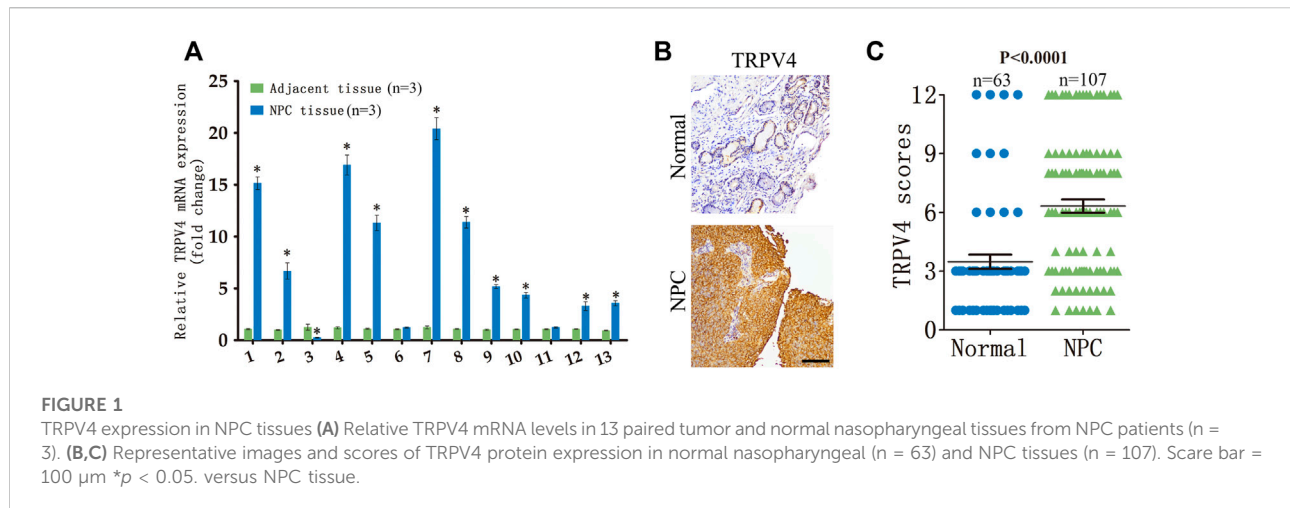 A
Relative TRPV4 mRNA expression
(fold change)
25
20
15
10
5
0
Adjacent tissue (n=3)
NPC tissue (n=3)
*
*
*
*
*
*
*
*
*
*
*
1
2
3
4
5
6
7
8
9
10
11
12
13
B
TRPV4
Normal
NPC
C
P<0.0001
n=63
n=107
TRPV4 scores
12
9
6
3
0
Normal
NPC
FIGURE 1
TRPV4 expression in NPC tissues (A) Relative TRPV4 mRNA levels in 13 paired tumor and normal nasopharyngeal tissues from NPC patients (n =
3). (B,C) Representative images and scores of TRPV4 protein expression in normal nasopharyngeal (n = 63) and NPC tissues (n = 107). Scare bar =
100 μm *p < 0.05. versus NPC tissue.